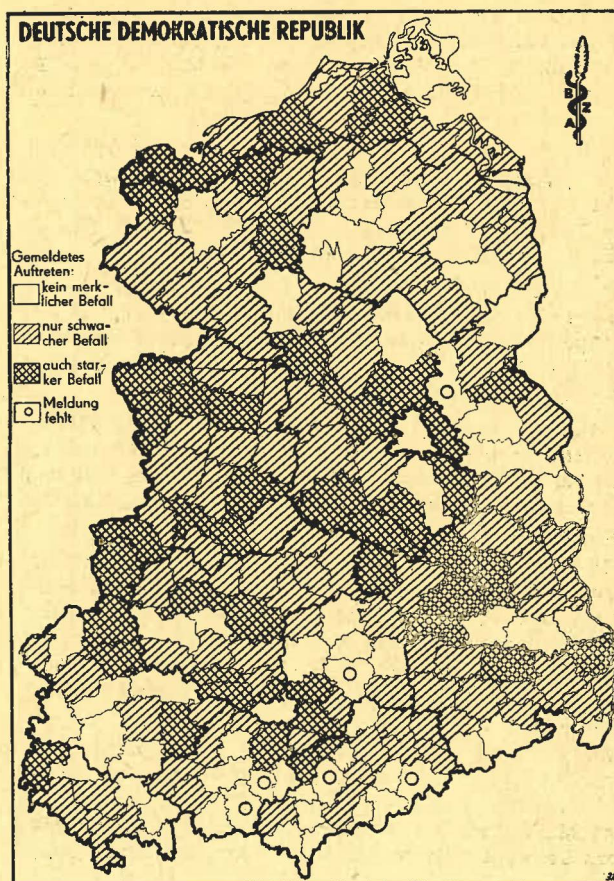 DEUTSCHE DEMOKRATISCHE REPUBLIK
B
Z
A
Gemeldetes
Auftreten:
kein merk-
licher Befall
nur schwa-
cher Befall
auch star-
ker Befall
Meldung
fehlt